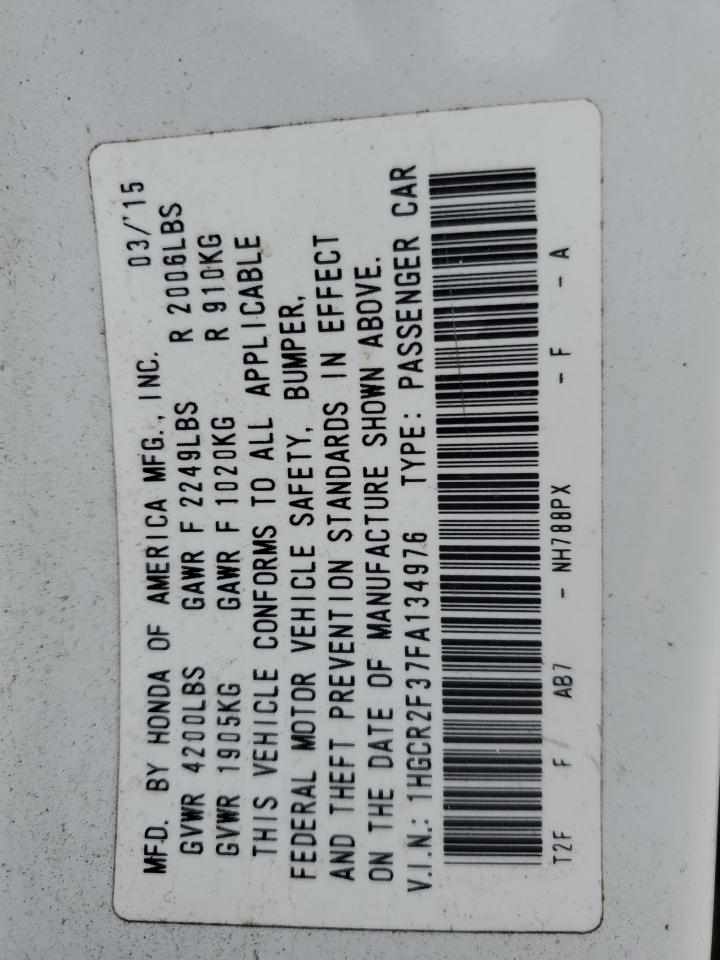 MFD. BY HONDA OF AMERICA MFG., INC. 03/'15
GVWR 4200LBS GAWR F 2249LBS R 2006LBS
GVWR 1905KG GAWR F 1020KG R 910KG
THIS VEHICLE CONFORMS TO ALL APPLICABLE
FEDERAL MOTOR VEHICLE SAFETY, BUMPER,
AND THEFT PREVENTION STANDARDS IN EFFECT
ON THE DATE OF MANUFACTURE SHOWN ABOVE.
V.I.N.: 1HGCR2F37FA134976 TYPE: PASSENGER CAR
T2F F AB7 - NH788PX - F - A